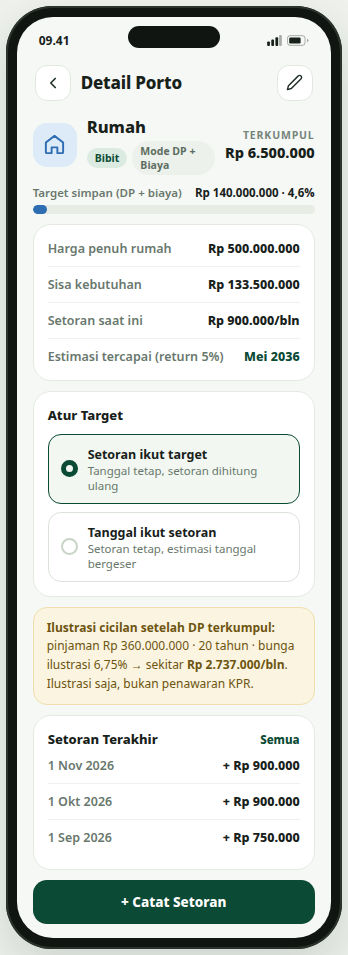 09.41
Detail Porto
Rumah
Bibit
Mode DP +
Biaya
TERKUMPUL
Rp 6.500.000
Target simpan (DP + biaya) Rp 140.000.000 · 4,6%
Harga penuh rumah Rp 500.000.000
Sisa kebutuhan Rp 133.500.000
Setoran saat ini Rp 900.000/bln
Estimasi tercapai (return 5%) Mei 2036
Atur Target
Setoran ikut target
Tanggal tetap, setoran dihitung
ulang
Tanggal ikut setoran
Setoran tetap, estimasi tanggal
bergeser
Ilustrasi cicilan setelah DP terkumpul:
pinjaman Rp 360.000.000 · 20 tahun · bunga
ilustrasi 6,75% → sekitar Rp 2.737.000/bln.
Ilustrasi saja, bukan penawaran KPR.
Setoran Terakhir Semua
1 Nov 2026 + Rp 900.000
1 Okt 2026 + Rp 900.000
1 Sep 2026 + Rp 750.000
+ Catat Setoran